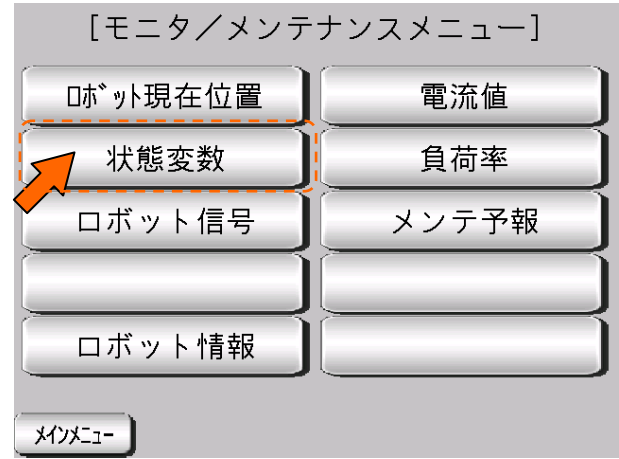 [モニタ／メンテナンスメニュー]
ﾛﾎﾞｯﾄ現在位置
電流値
状態変数
負荷率
ロボット信号
メンテ予報
ロボット情報
ﾒｲﾝﾒﾆｭｰ